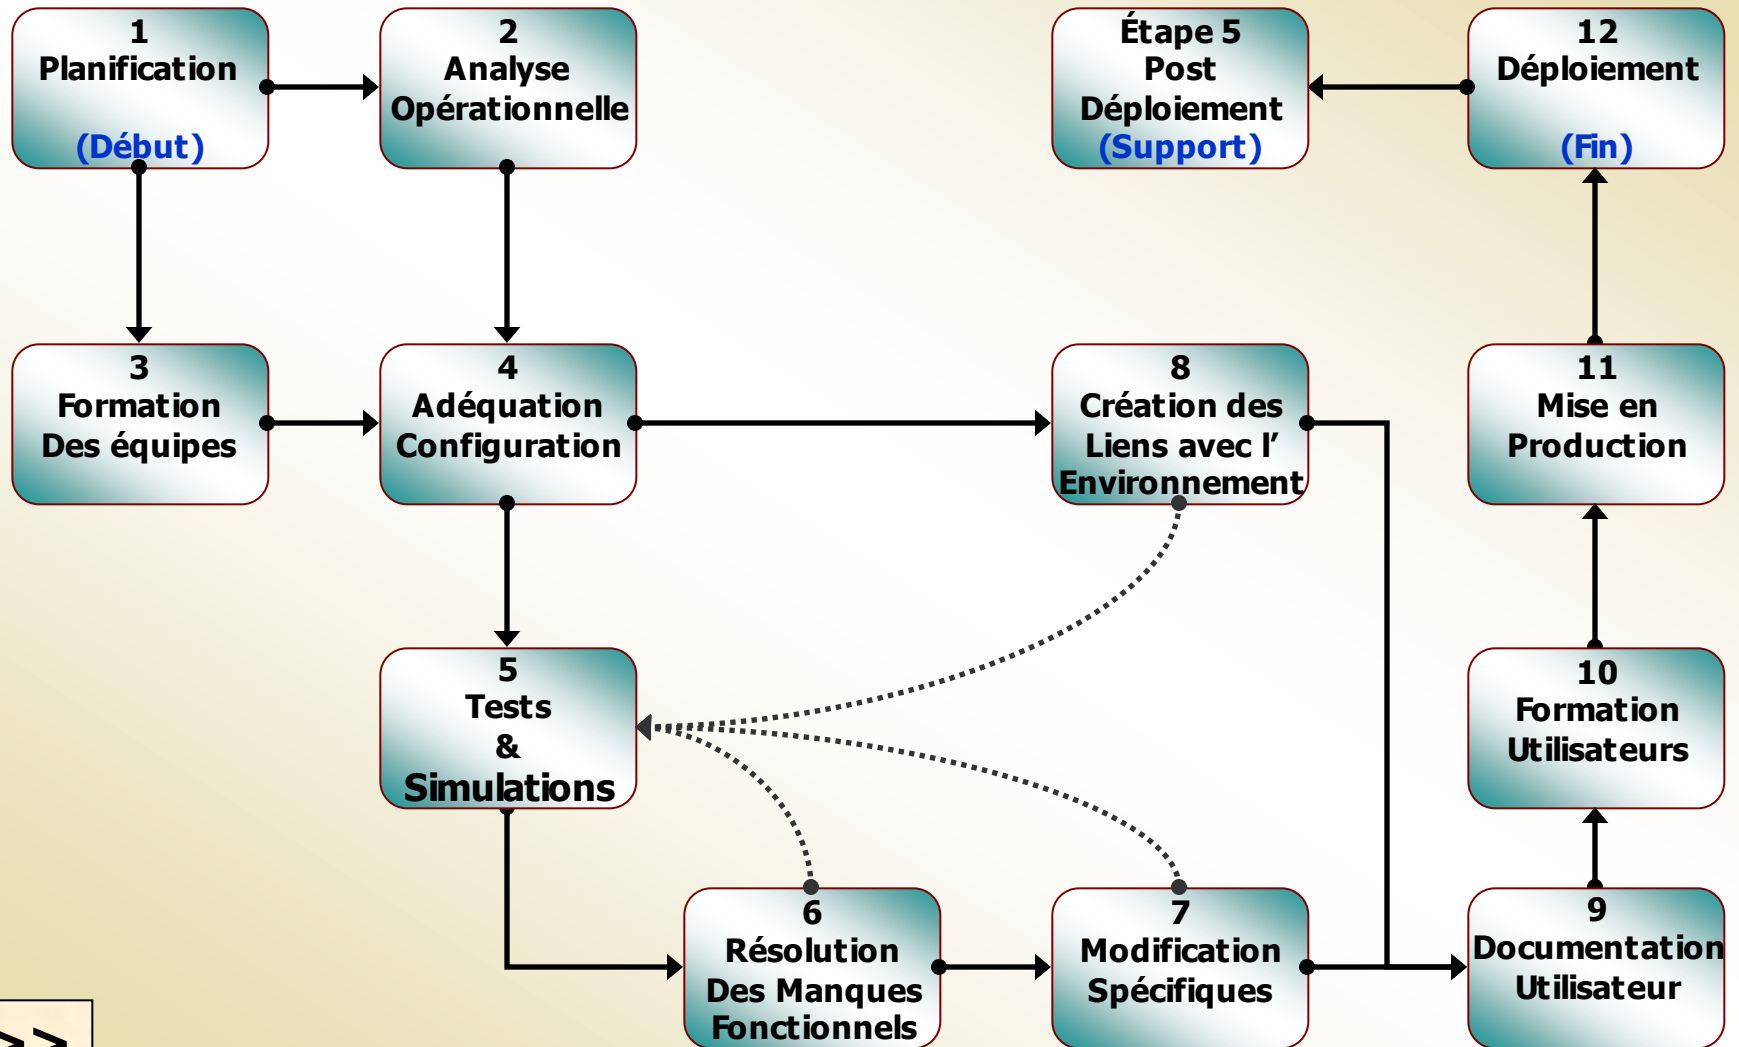 1
Planification
(Début)
2
Analyse
Opérationnelle
Étape 5
Post
Déploiement
(Support)
12
Déploiement
(Fin)
3
Formation
Des équipes
4
Adéquation
Configuration
8
Création des
Liens avec l’
Environnement
11
Mise en
Production
5
Tests
&
Simulations
10
Formation
Utilisateurs
6
Résolution
Des Manques
Fonctionnels
7
Modification
Spécifiques
9
Documentation
Utilisateur
>>